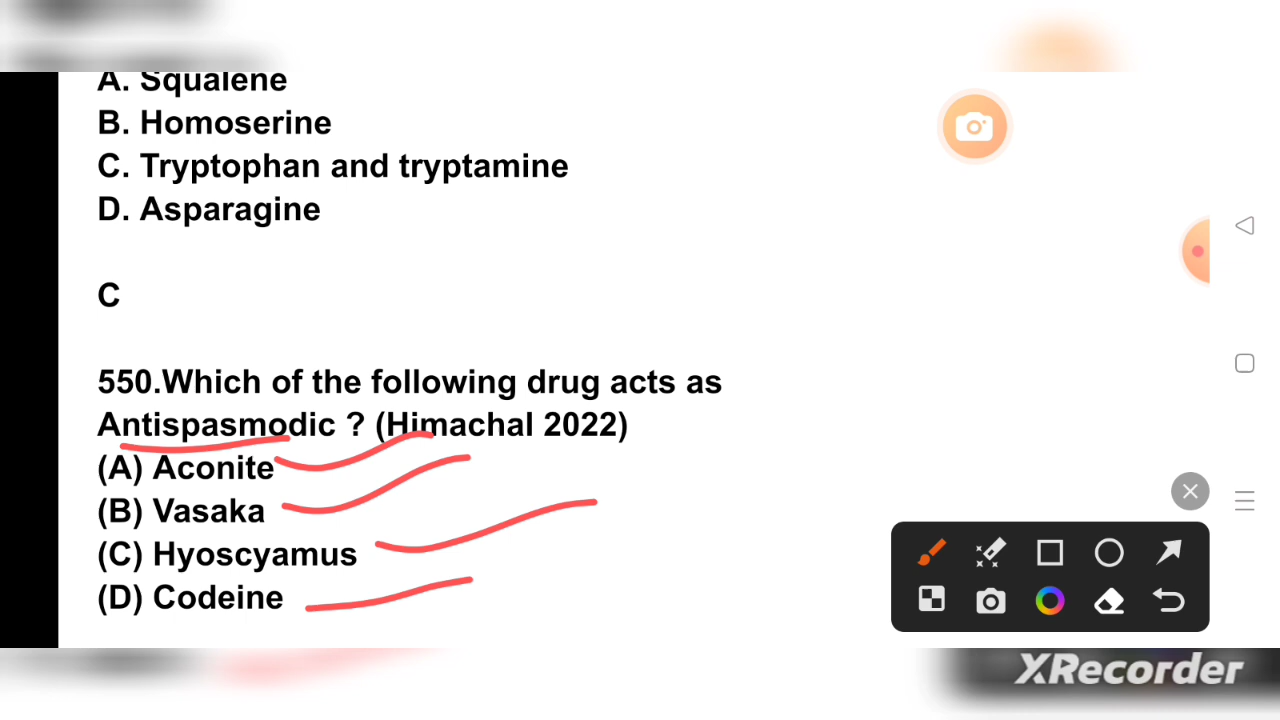 A. Squalene
B. Homoserine
C. Tryptophan and tryptamine
D. Asparagine
C
550.Which of the following drug acts as
Antispasmodic ? (Himachal 2022)
(A) Aconite
(B) Vasaka
(C) Hyoscyamus
(D) Codeine
XRecorder